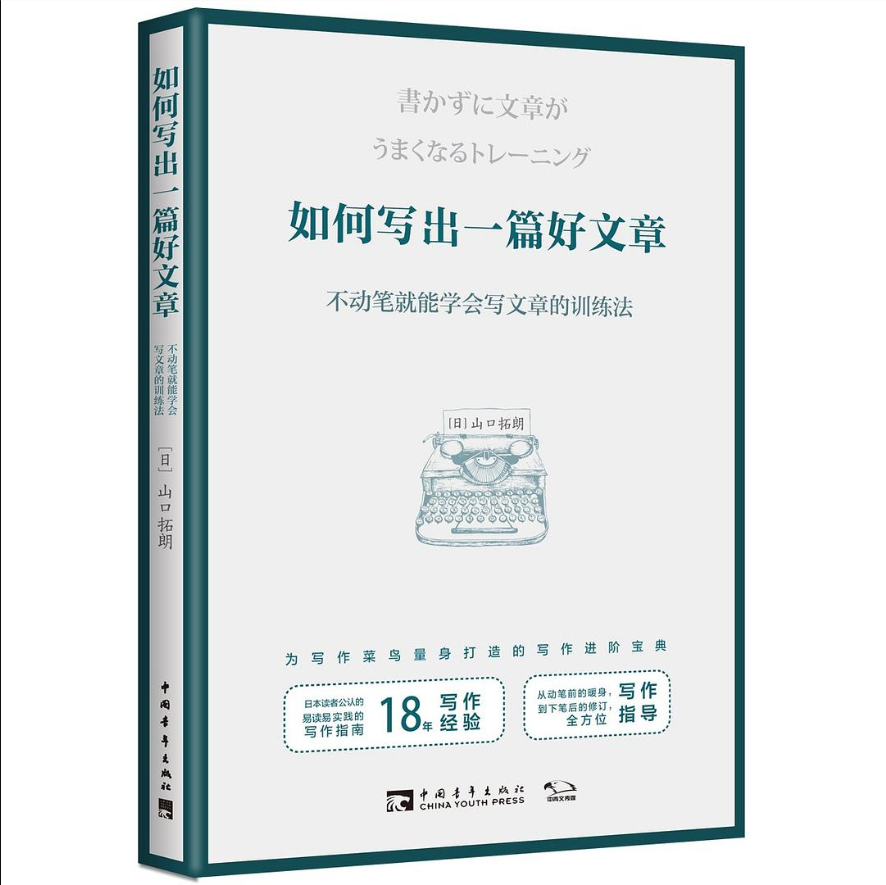 如何写出一篇好文章
不动笔就能学会
写文章的训练法
[日] 山口拓朗
中国青年出版社
書かずに文章が
うまくなるトレーニング
如何写出一篇好文章
不动笔就能学会写文章的训练法
[日]山口拓朗
为写作菜鸟量身打造的写作进阶宝典
日本读者公认的
易读易实践的
写作指南
18年
写作
经验
从动笔前的暖身，
到下笔后的修订，
全方位
写作
指导
中国青年出版社
CHINA YOUTH PRESS
中青文传媒